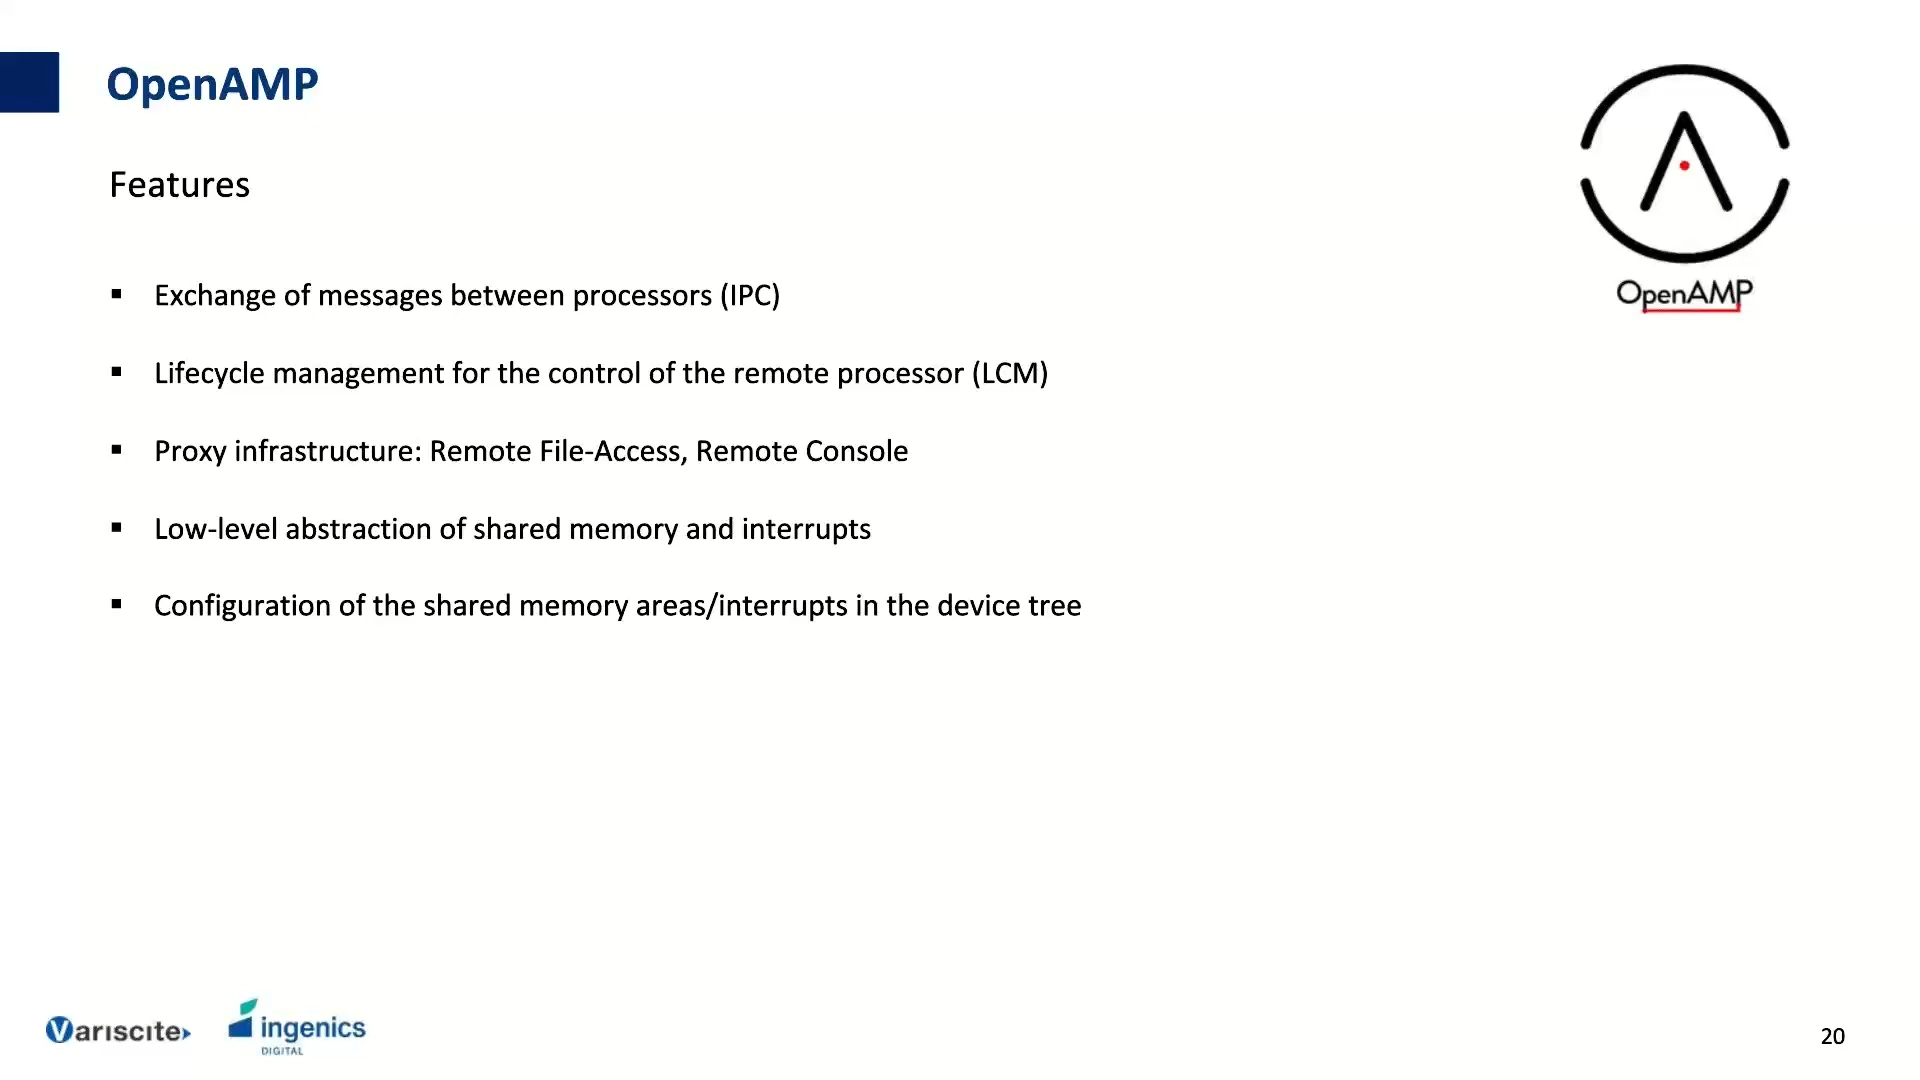 OpenAMP
Features
▪ Exchange of messages between processors (IPC)
▪ Lifecycle management for the control of the remote processor (LCM)
▪ Proxy infrastructure: Remote File-Access, Remote Console
▪ Low-level abstraction of shared memory and interrupts
▪ Configuration of the shared memory areas/interrupts in the device tree
OpenAMP
Variscite
ingenics
DIGITAL
20